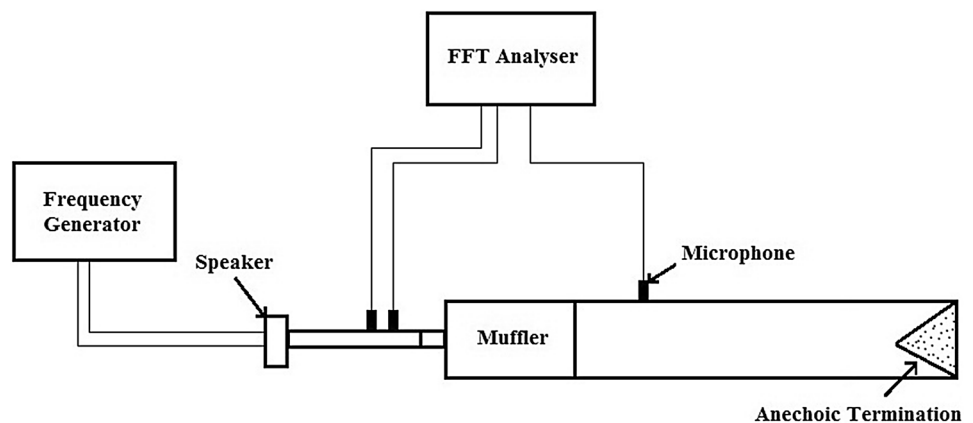 FFT Analyser
Frequency
Generator
Speaker
Microphone
Muffler
Anechoic Termination